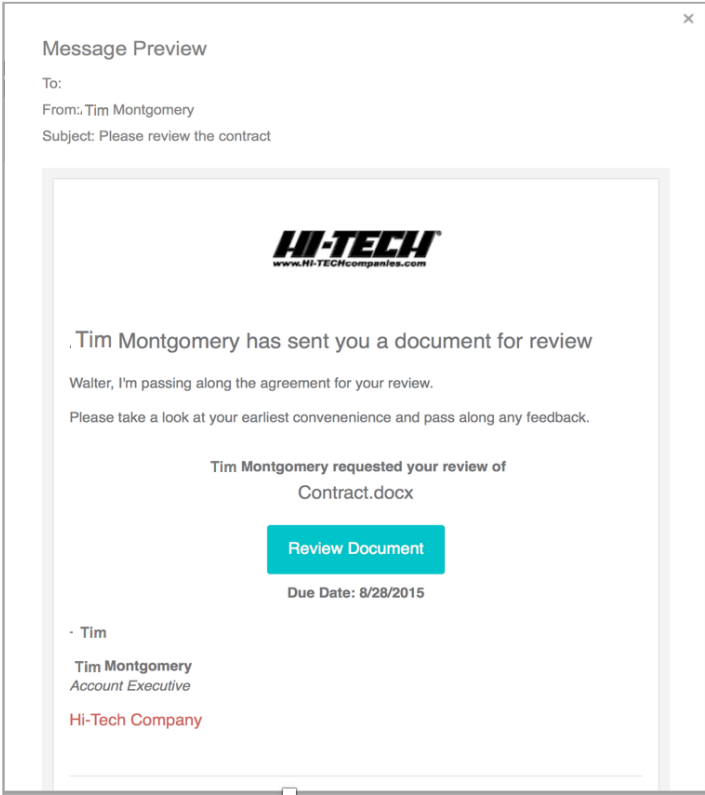 ×
Message Preview
To:
From: Tim Montgomery
Subject: Please review the contract
HI-TECH®
www.HI-TECHcompanies.com
Tim Montgomery has sent you a document for review
Walter, I'm passing along the agreement for your review.
Please take a look at your earliest convenenience and pass along any feedback.
Tim Montgomery requested your review of
Contract.docx
Review Document
Due Date: 8/28/2015
- Tim
Tim Montgomery
Account Executive
Hi-Tech Company